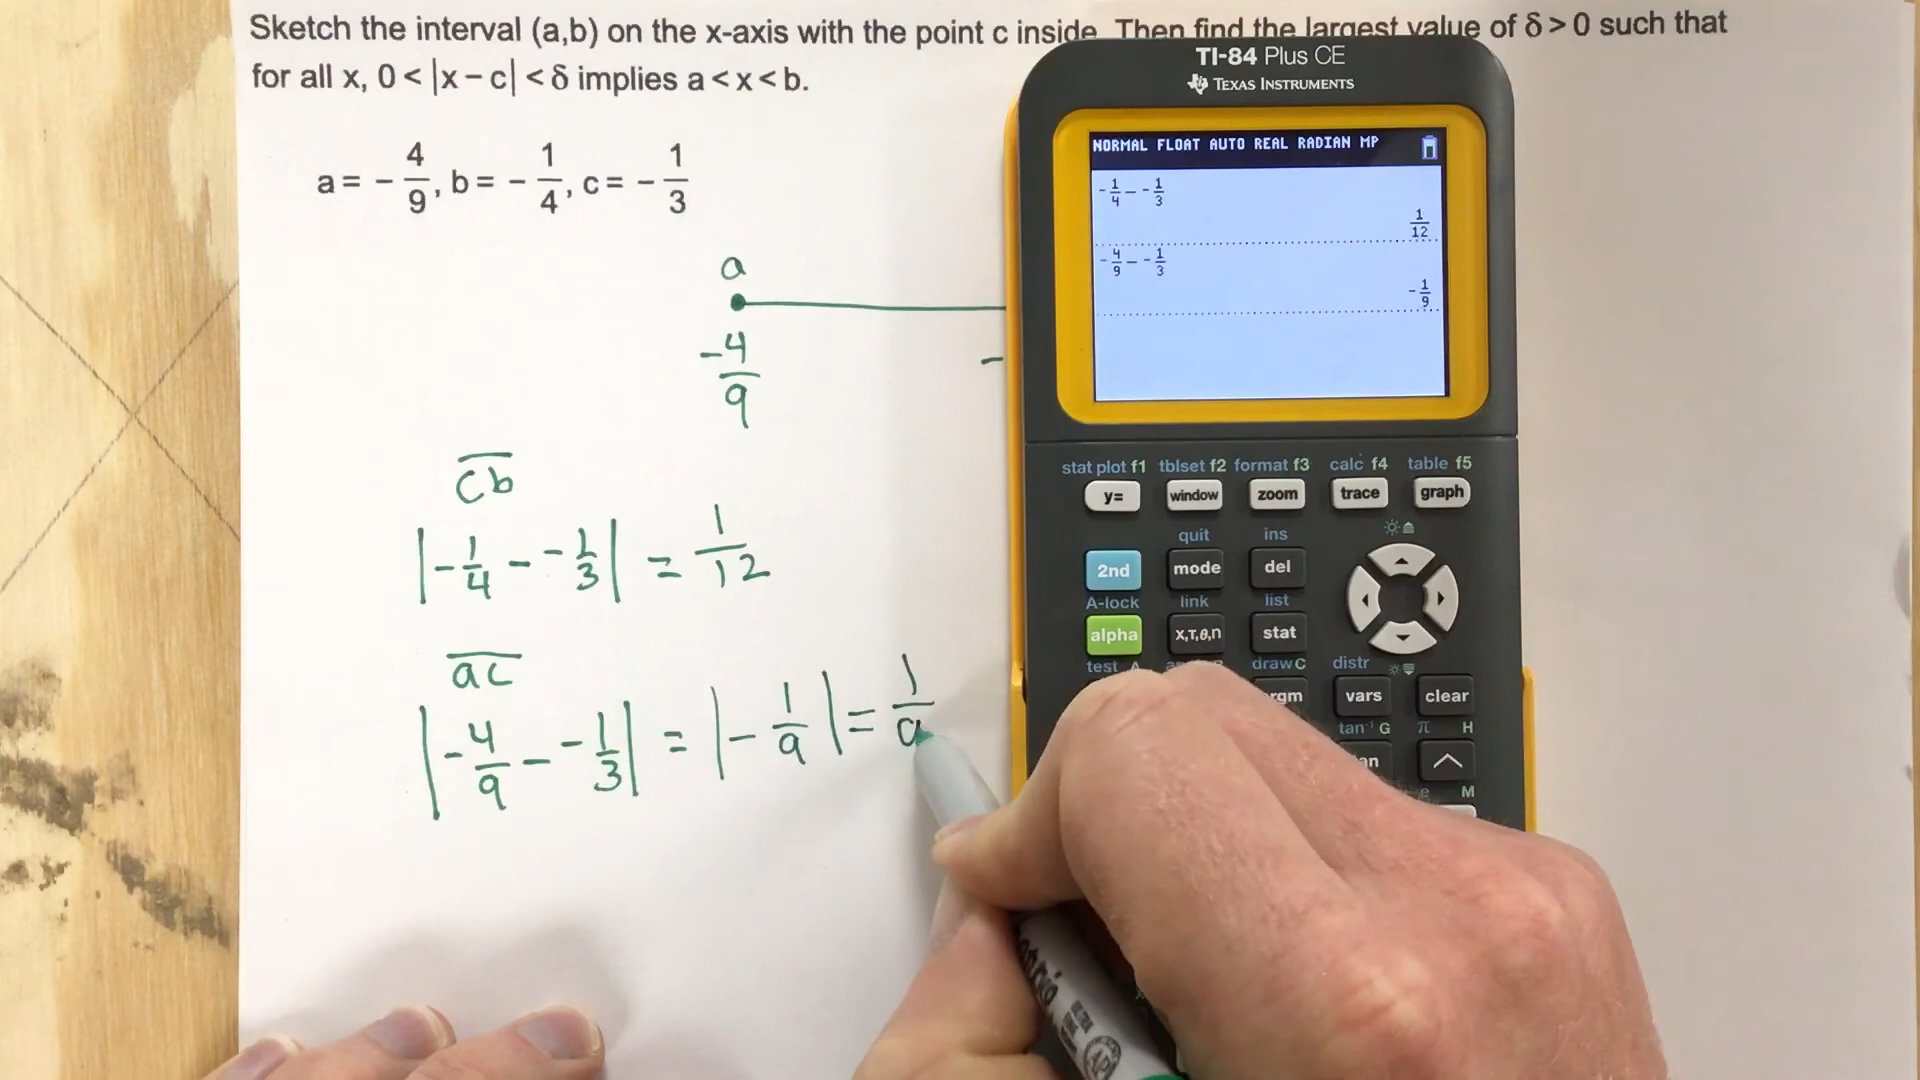 Sketch the interval (a,b) on the x-axis with the point c inside. Then find the largest value of δ > 0 such that
for all x, 0 < |x − c| < δ implies a < x < b.
a = − 4/9, b = − 1/4, c = − 1/3
a
-4/9
-
cb
|-1/4 - -1/3| = 1/12
ac
|-4/9 - -1/3| = |-1/9| = 1/9
TI-84 Plus CE
TEXAS INSTRUMENTS
NORMAL FLOAT AUTO REAL RADIAN MP
-1/4 - -1/3
1/12
-4/9 - -1/3
-1/9
stat plot f1 tblset f2 format f3 calc f4 table f5
y= window zoom trace graph
quit ins
2nd mode del
A-lock link list
alpha X,T,θ,n stat
test A draw C distr
vars clear
tan⁻¹ G π H
^
M